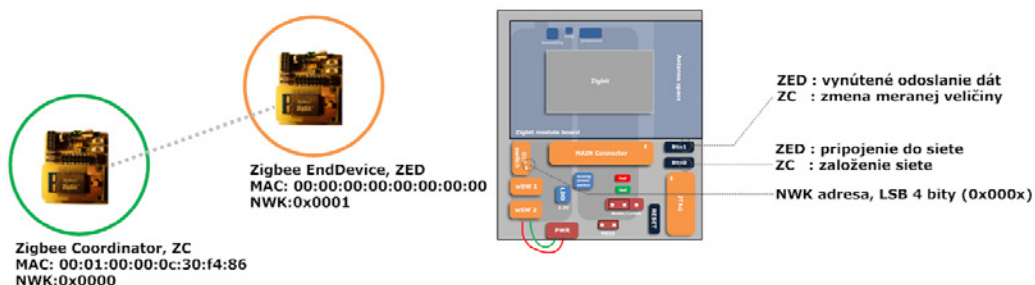 Zigbee EndDevice, ZED
MAC: 00:00:00:00:00:00:00:00
NWK:0x0001
Zigbee Coordinator, ZC
MAC: 00:01:00:00:0c:30:f4:86
NWK:0x0000
Zigbit
Antenna space
Zigbit module board
MAIN Connector
Btn1
Btn0
wSW 1
wSW 2
LDO
PWR
RESET
JTAG
ZED : vynútené odoslanie dát
ZC : zmena meranej veličiny
ZED : pripojenie do siete
ZC : založenie siete
NWK adresa, LSB 4 bity (0x000x)